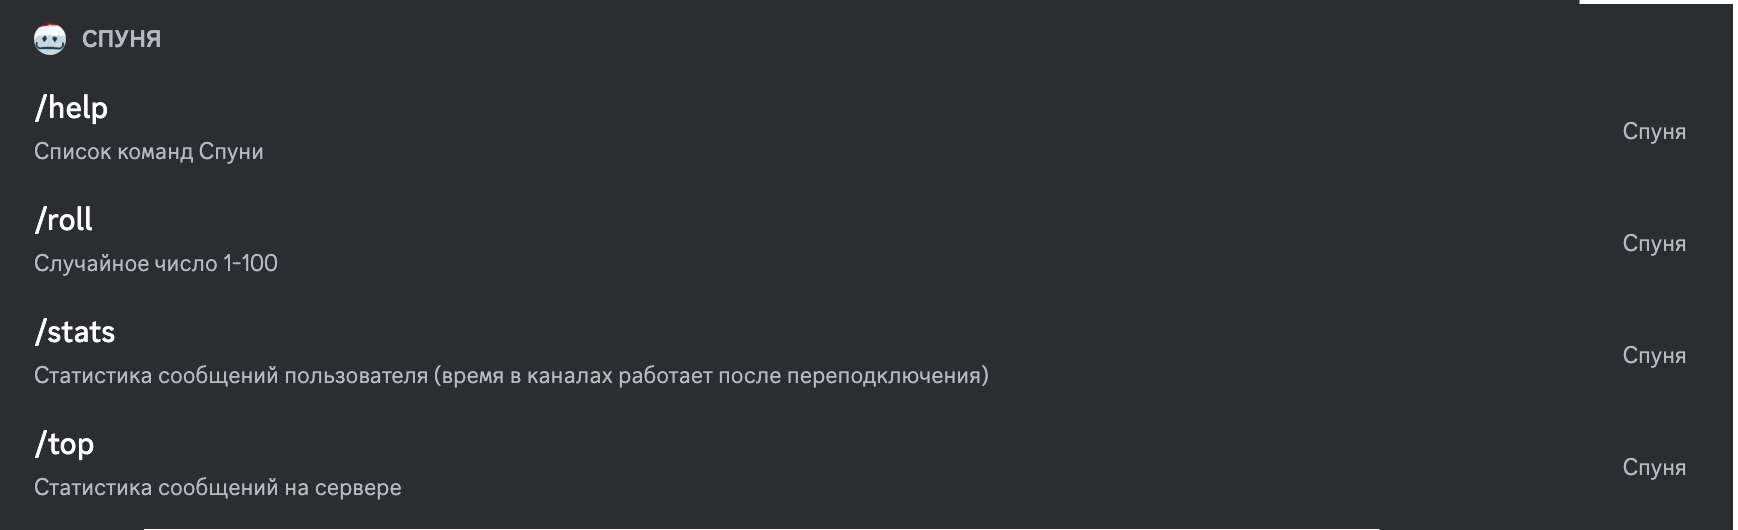 СПУНЯ
/help
Список команд Спуни
Спуня
/roll
Случайное число 1-100
Спуня
/stats
Статистика сообщений пользователя (время в каналах работает после переподключения)
Спуня
/top
Статистика сообщений на сервере
Спуня